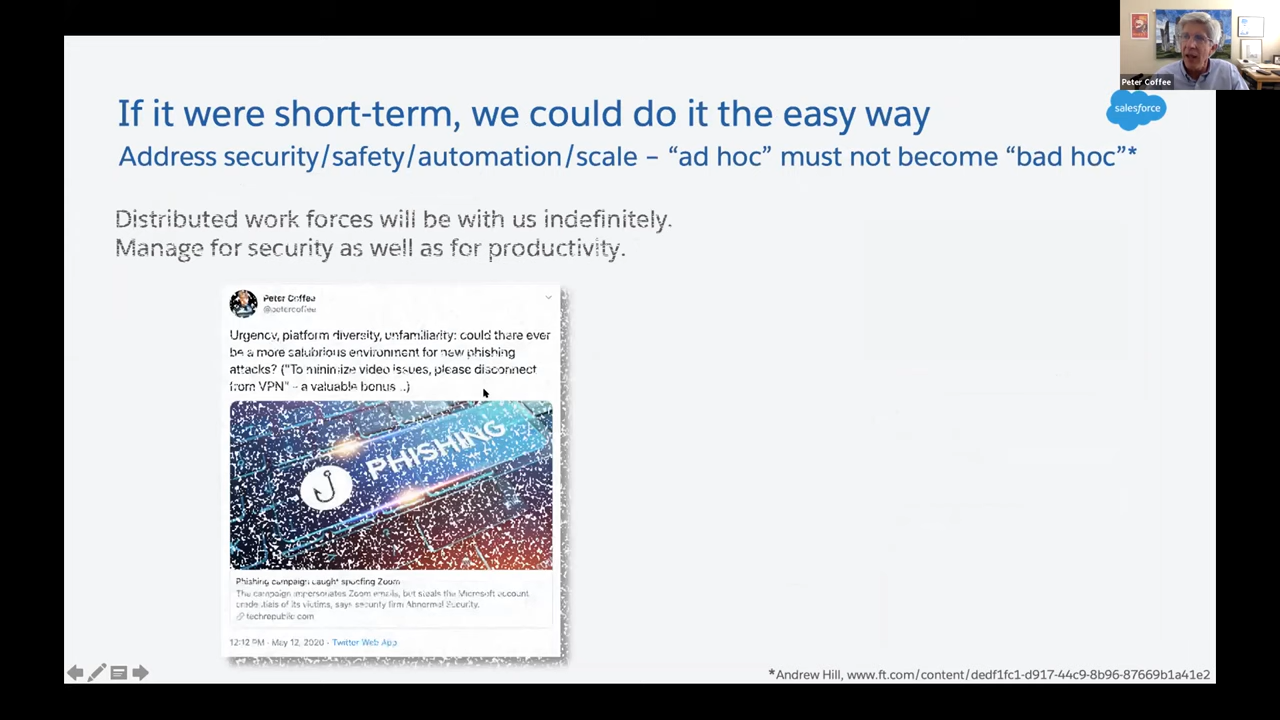 Peter Coffee
salesforce
If it were short-term, we could do it the easy way
Address security/safety/automation/scale – “ad hoc” must not become “bad hoc”*
Distributed work forces will be with us indefinitely.
Manage for security as well as for productivity.
Peter Coffee
@petercoffee
Urgency, platform diversity, unfamiliarity: could there ever
be a more salubrious environment for new phishing
attacks? ("To minimize video issues, please disconnect
from VPN" - a valuable bonus...)
PHISHING
Phishing campaign caught spoofing Zoom
The campaign impersonates Zoom emails, but steals the Microsoft account
credentials of its victims, says security firm Abnormal Security.
techrepublic.com
12:12 PM · May 12, 2020 · Twitter Web App
*Andrew Hill, www.ft.com/content/dedf1fc1-d917-44c9-8b96-87669b1a41e2